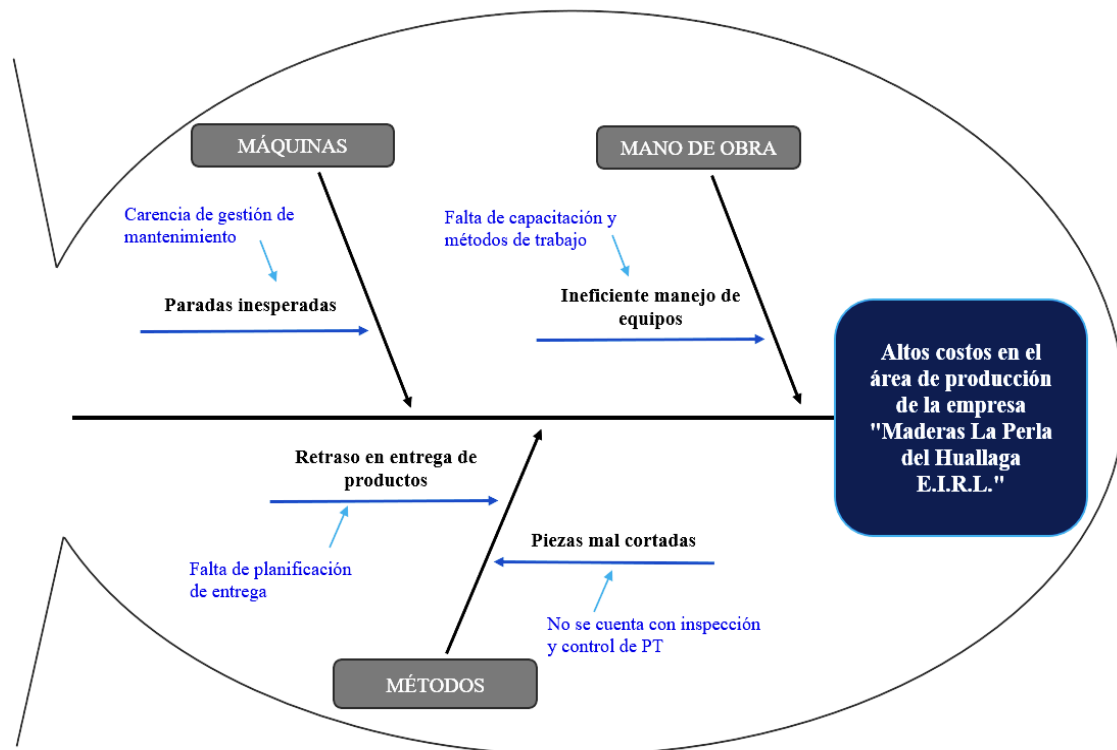 MÁQUINAS
MANO DE OBRA
Carencia de gestión de
mantenimiento
Falta de capacitación y
métodos de trabajo
Paradas inesperadas
Ineficiente manejo de
equipos
Altos costos en el
área de producción
de la empresa
"Maderas La Perla
del Huallaga
E.I.R.L."
Retraso en entrega de
productos
Piezas mal cortadas
Falta de planificación
de entrega
No se cuenta con inspección
y control de PT
MÉTODOS